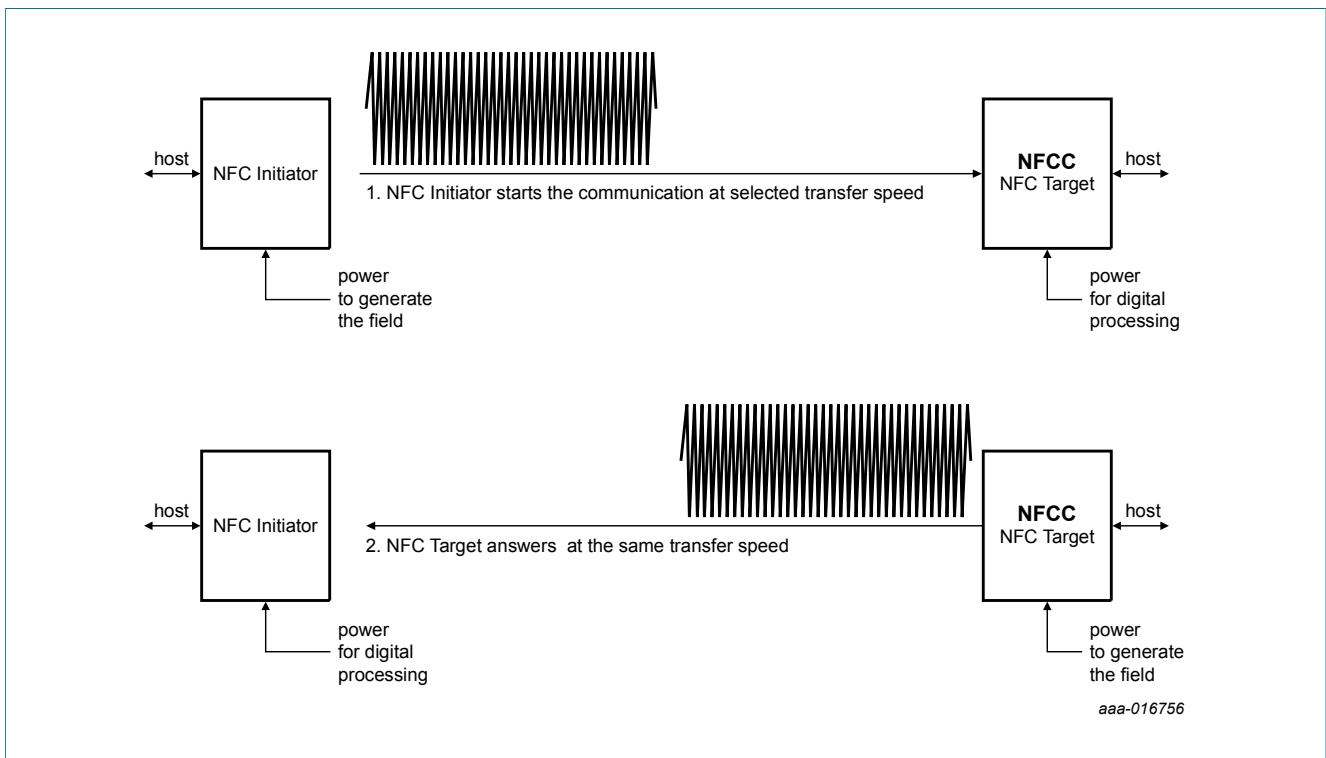 host
NFC Initiator
1. NFC Initiator starts the communication at selected transfer speed
NFCC
NFC Target
host
power
to generate
the field
power
for digital
processing
host
NFC Initiator
2. NFC Target answers at the same transfer speed
NFCC
NFC Target
host
power
for digital
processing
power
to generate
the field
aaa-016756